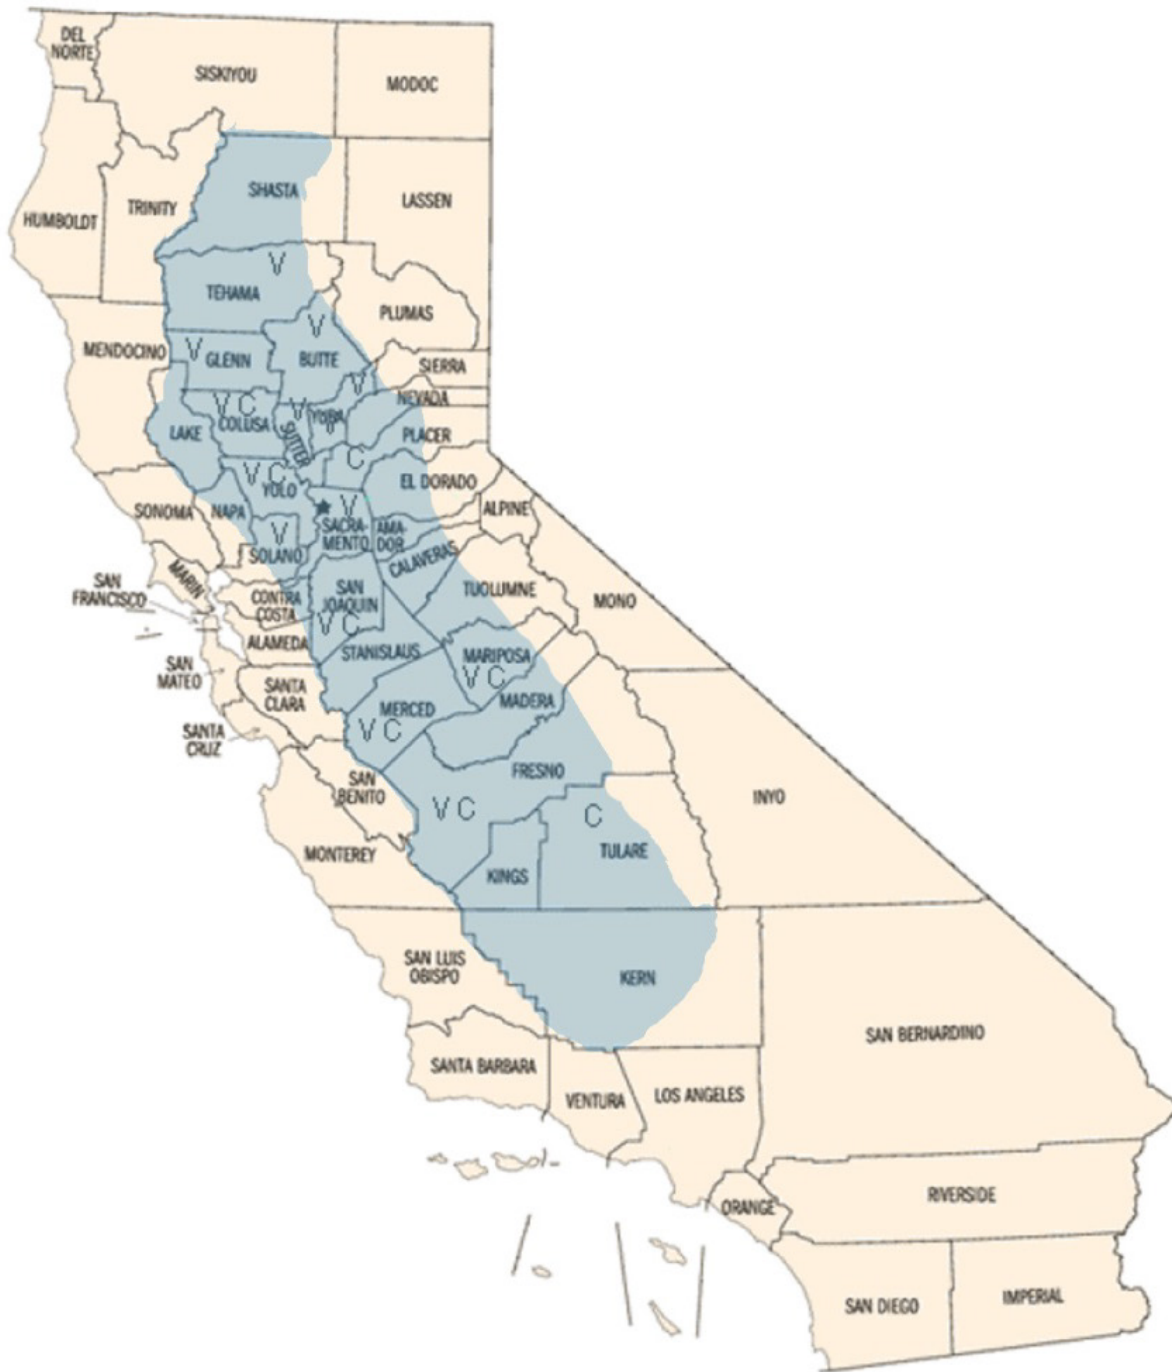 DEL
NORTE
SISKIYOU
MODOC
SHASTA
LASSEN
TRINITY
HUMBOLDT
V
TEHAMA
PLUMAS
V
MENDOCINO
V
GLENN
BUTTE
SIERRA
V
NEVADA
V C
COLUSA
V
SUTTER
YUBA
V
LAKE
PLACER
C
V C
YOLO
EL DORADO
SONOMA
NAPA
V
SACRA-
MENTO
AMA-
DOR
ALPINE
V
SOLANO
CALAVERAS
MARIN
SAN
FRANCISCO
CONTRA
COSTA
SAN
JOAQUIN
V C
TUOLUMNE
MONO
ALAMEDA
STANISLAUS
MARIPOSA
V C
SAN
MATEO
SANTA
CLARA
MERCED
V C
MADERA
SANTA
CRUZ
SAN
BENITO
FRESNO
V C
INYO
C
TULARE
MONTEREY
KINGS
SAN LUIS
OBISPO
KERN
SAN BERNARDINO
SANTA BARBARA
VENTURA
LOS ANGELES
ORANGE
RIVERSIDE
SAN DIEGO
IMPERIAL